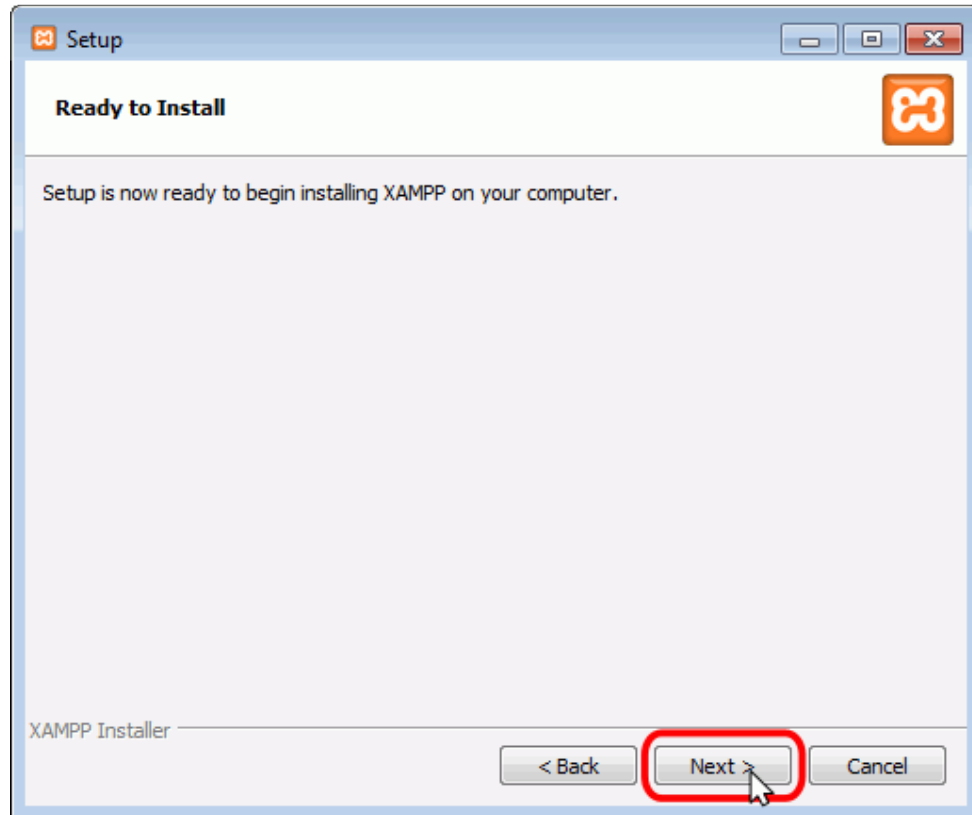 Setup
Ready to Install
Setup is now ready to begin installing XAMPP on your computer.
XAMPP Installer
< Back Next > Cancel